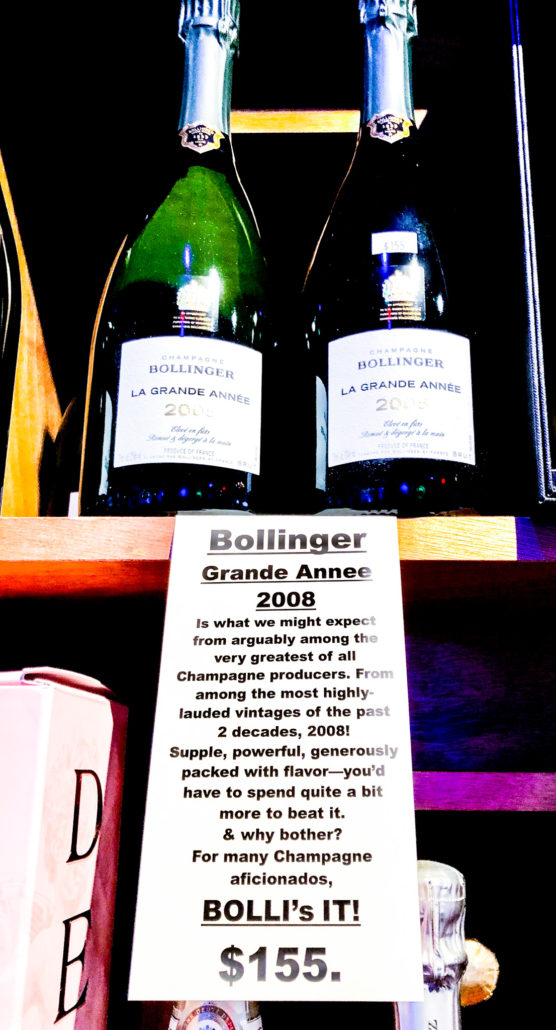 $155
CHAMPAGNE
BOLLINGER
LA GRANDE ANNÉE
2008
Elevé en fûts
Remué & dégorgé à la main
PRODUCE OF FRANCE
BRUT
CHAMPAGNE
BOLLINGER
LA GRANDE ANNÉE
2008
Elevé en fûts
Remué & dégorgé à la main
PRODUCE OF FRANCE
BRUT
Bollinger
Grande Annee
2008
Is what we might expect
from arguably among the
very greatest of all
Champagne producers. From
among the most highly-
lauded vintages of the past
2 decades, 2008!
Supple, powerful, generously
packed with flavor—you’d
have to spend quite a bit
more to beat it.
& why bother?
For many Champagne
aficionados,
BOLLI’s IT!
$155.
D
E